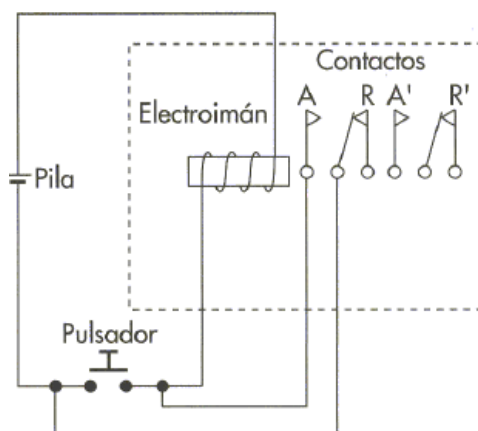 Contactos
A R A' R'
Electroimán
Pila
Pulsador